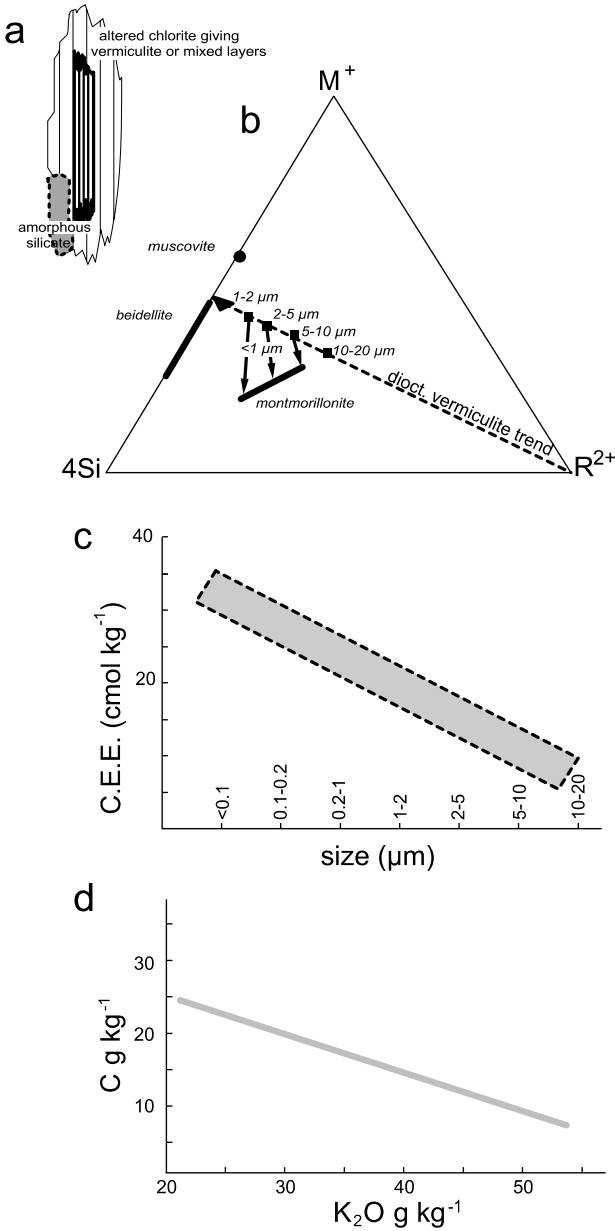 a
altered chlorite giving
vermiculite or mixed layers
amorphous
silicate
b
M⁺
muscovite
beidellite
1-2 µm
2-5 µm
5-10 µm
<1 µm
10-20 µm
montmorillonite
dioct. vermiculite trend
4Si
R²⁺
c
40
20
C.E.E. (cmol kg⁻¹)
<0.1
0.1-0.2
0.2-1
1-2
2-5
5-10
10-20
size (µm)
d
30
20
10
C g kg⁻¹
20
30
40
50
K₂O g kg⁻¹